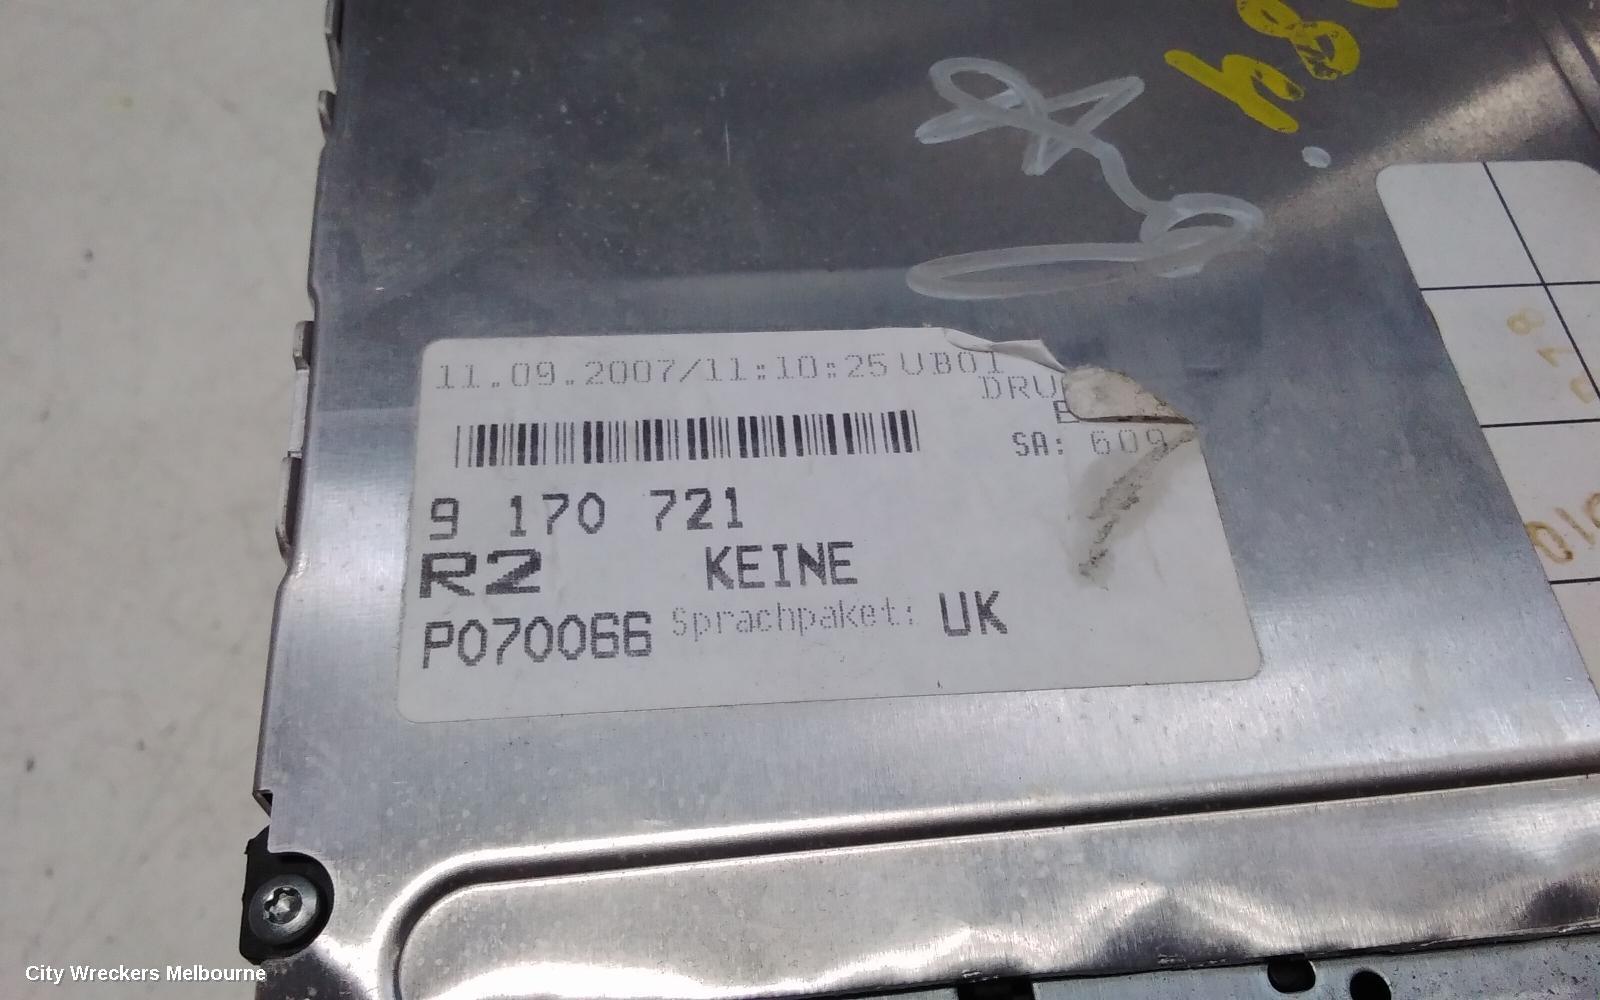 11.09.2007/11:10:25 UB01
SA: 609
9 170 721
R2 KEINE
P070066 Sprachpaket: UK
City Wreckers Melbourne